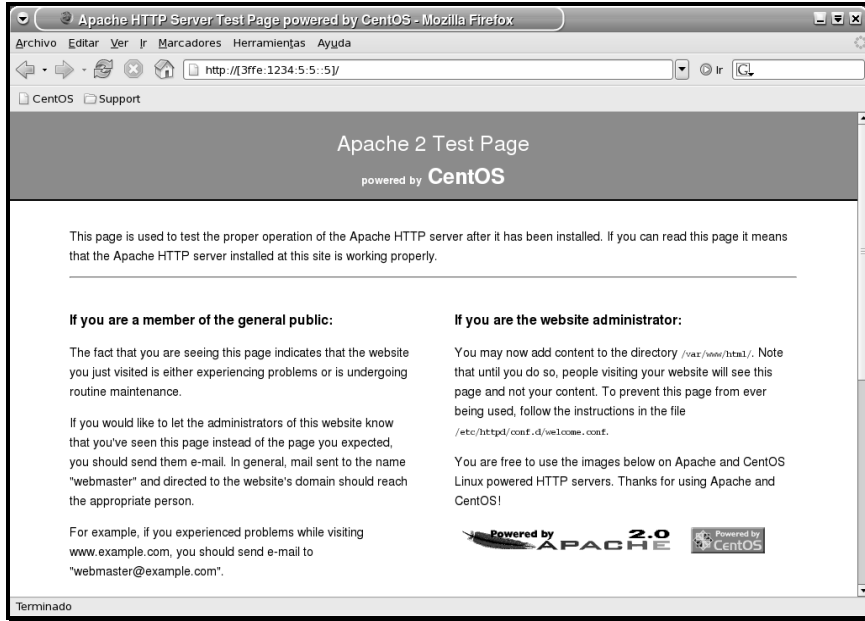 Apache HTTP Server Test Page powered by CentOS - Mozilla Firefox
Archivo Editar Ver Ir Marcadores Herramientas Ayuda
http://[3ffe:1234:5:5::5]/ Ir
CentOS Support
Apache 2 Test Page
powered by CentOS
This page is used to test the proper operation of the Apache HTTP server after it has been installed. If you can read this page it means
that the Apache HTTP server installed at this site is working properly.
If you are a member of the general public:
The fact that you are seeing this page indicates that the website
you just visited is either experiencing problems or is undergoing
routine maintenance.
If you would like to let the administrators of this website know
that you've seen this page instead of the page you expected,
you should send them e-mail. In general, mail sent to the name
"webmaster" and directed to the website's domain should reach
the appropriate person.
For example, if you experienced problems while visiting
www.example.com, you should send e-mail to
"webmaster@example.com".
If you are the website administrator:
You may now add content to the directory /var/www/html/. Note
that until you do so, people visiting your website will see this
page and not your content. To prevent this page from ever
being used, follow the instructions in the file
/etc/httpd/conf.d/welcome.conf.
You are free to use the images below on Apache and CentOS
Linux powered HTTP servers. Thanks for using Apache and
CentOS!
Powered by 2.0
APACHE
Powered by
CentOS
Terminado